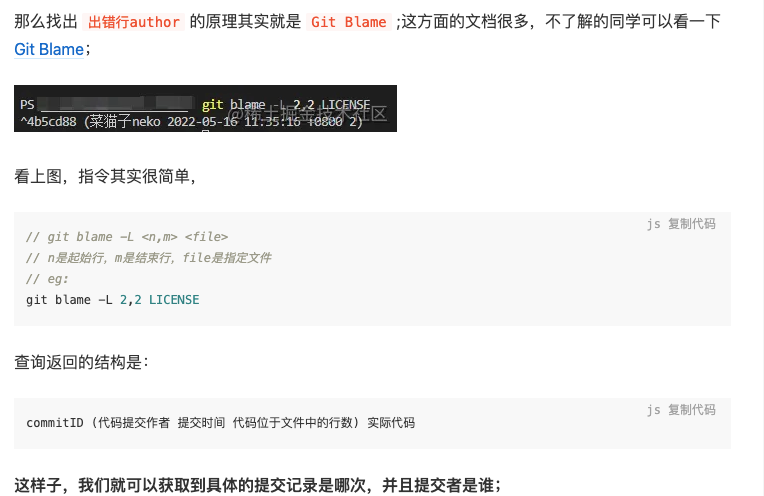 那么找出 出错行author 的原理其实就是 Git Blame ;这方面的文档很多，不了解的同学可以看一下
Git Blame；
PS git blame -L 2,2 LICENSE
^4b5cd88 (菜猫子neko 2022-05-16 11:35:16 +0800 2)
@稀土掘金技术社区
看上图，指令其实很简单，
js 复制代码
// git blame -L <n,m> <file>
// n是起始行，m是结束行，file是指定文件
// eg:
git blame -L 2,2 LICENSE
查询返回的结构是：
js 复制代码
commitID (代码提交作者 提交时间 代码位于文件中的行数) 实际代码
这样子，我们就可以获取到具体的提交记录是哪次，并且提交者是谁；